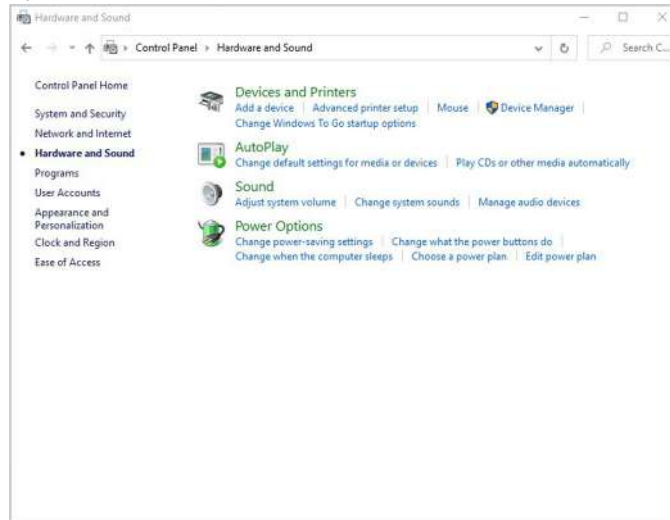 Hardware and Sound
Control Panel > Hardware and Sound
Search C...
Control Panel Home
System and Security
Network and Internet
Hardware and Sound
Programs
User Accounts
Appearance and
Personalization
Clock and Region
Ease of Access
Devices and Printers
Add a device | Advanced printer setup | Mouse | Device Manager |
Change Windows To Go startup options
AutoPlay
Change default settings for media or devices | Play CDs or other media automatically
Sound
Adjust system volume | Change system sounds | Manage audio devices
Power Options
Change power-saving settings | Change what the power buttons do |
Change when the computer sleeps | Choose a power plan | Edit power plan